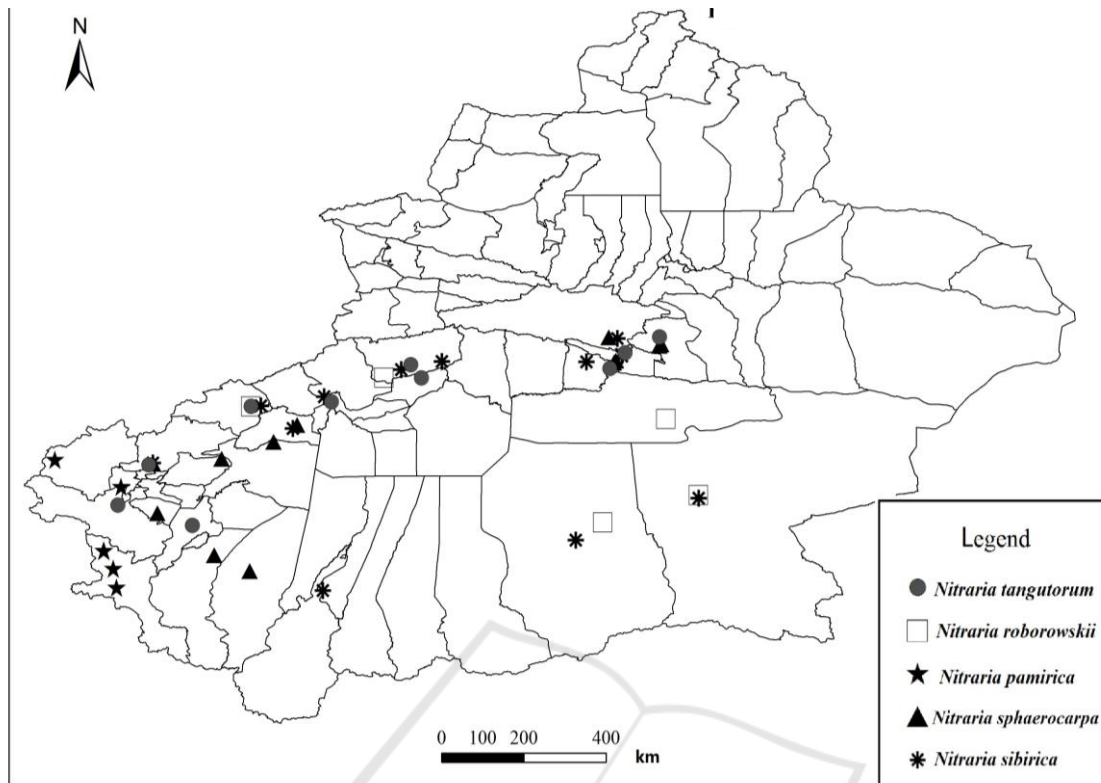 N
Legend
Nitraria tangutorum
Nitraria roborowskii
Nitraria pamirica
Nitraria sphaerocarpa
Nitraria sibirica
0 100 200 400
km